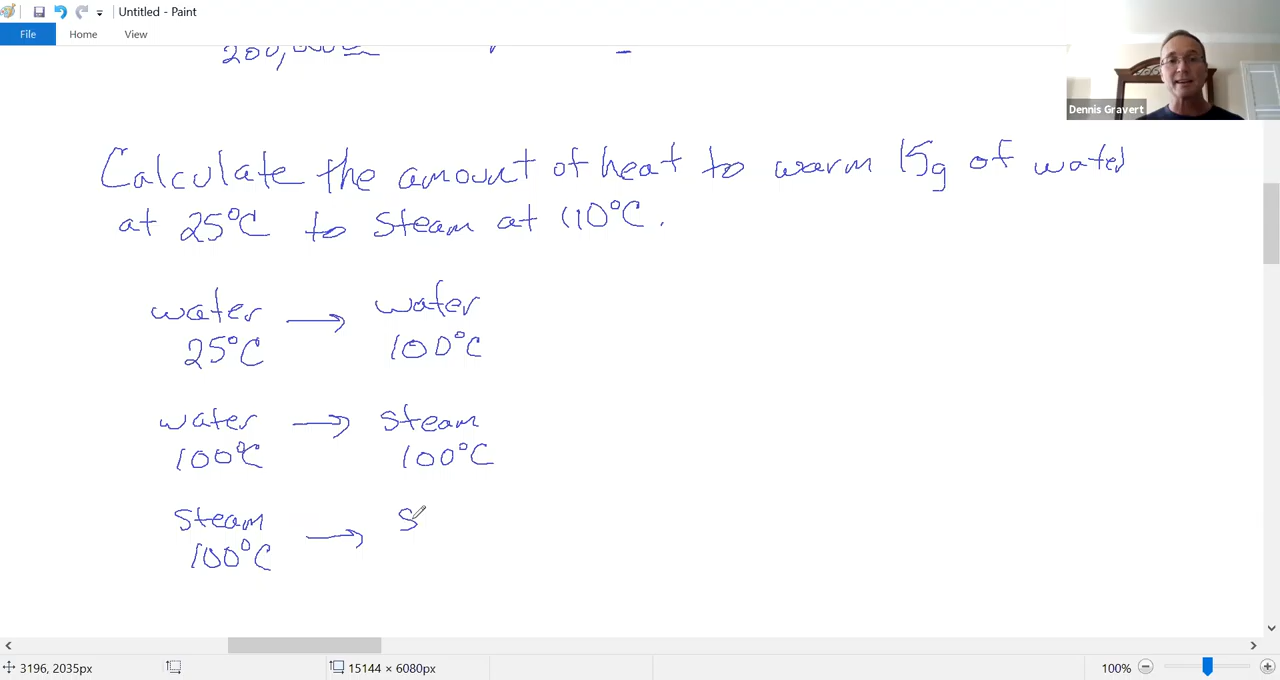 Untitled - Paint
File Home View
200,000
Dennis Gravert
Calculate the amount of heat to warm 15g of water
at 25°C to steam at 110°C.
water → water
25°C 100°C
water → steam
100°C 100°C
steam → s
100°C
3196, 2035px 15144 × 6080px 100%